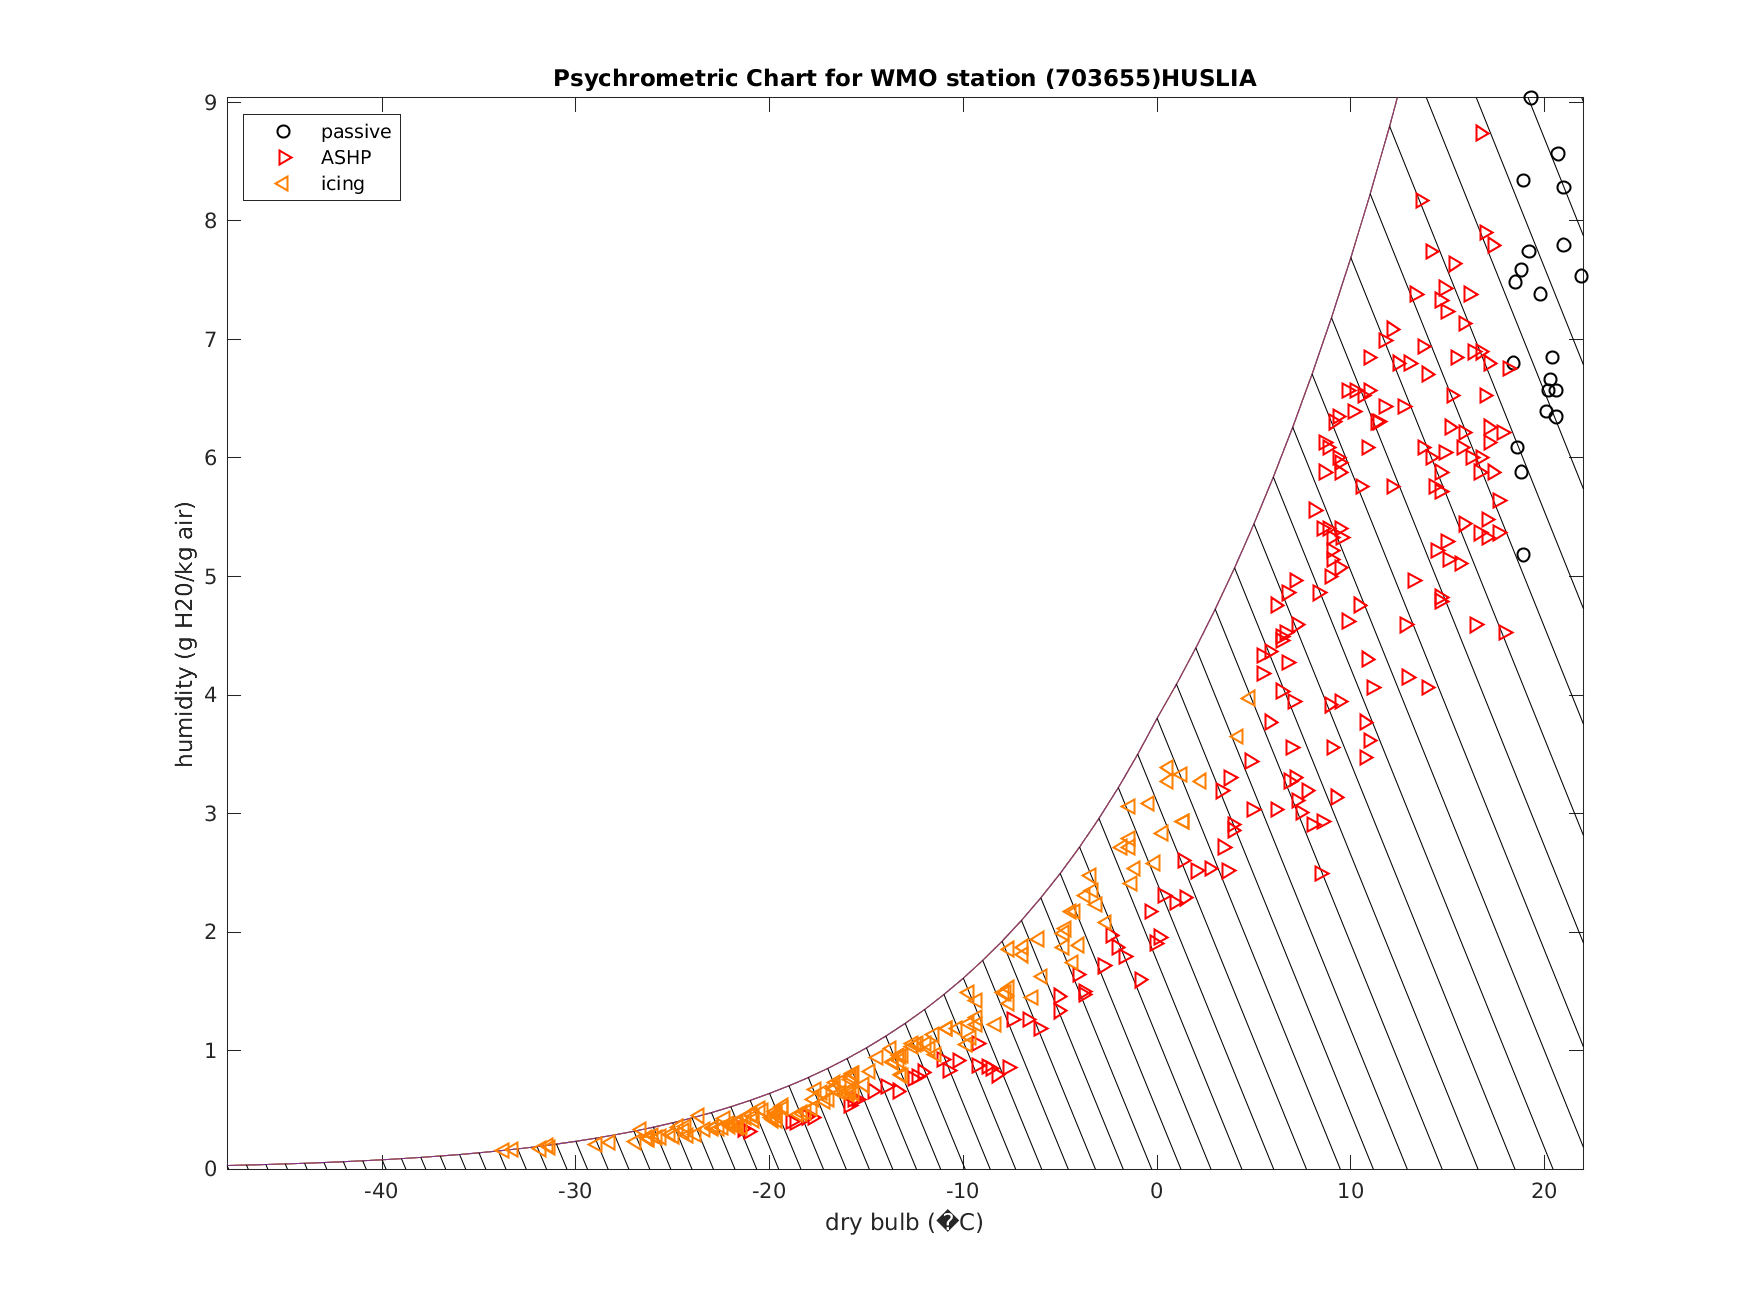 Psychrometric Chart for WMO station (703655)HUSLIA
passive
ASHP
icing
9
8
7
6
5
4
3
2
1
0
humidity (g H20/kg air)
-40
-30
-20
-10
0
10
20
dry bulb (�C)